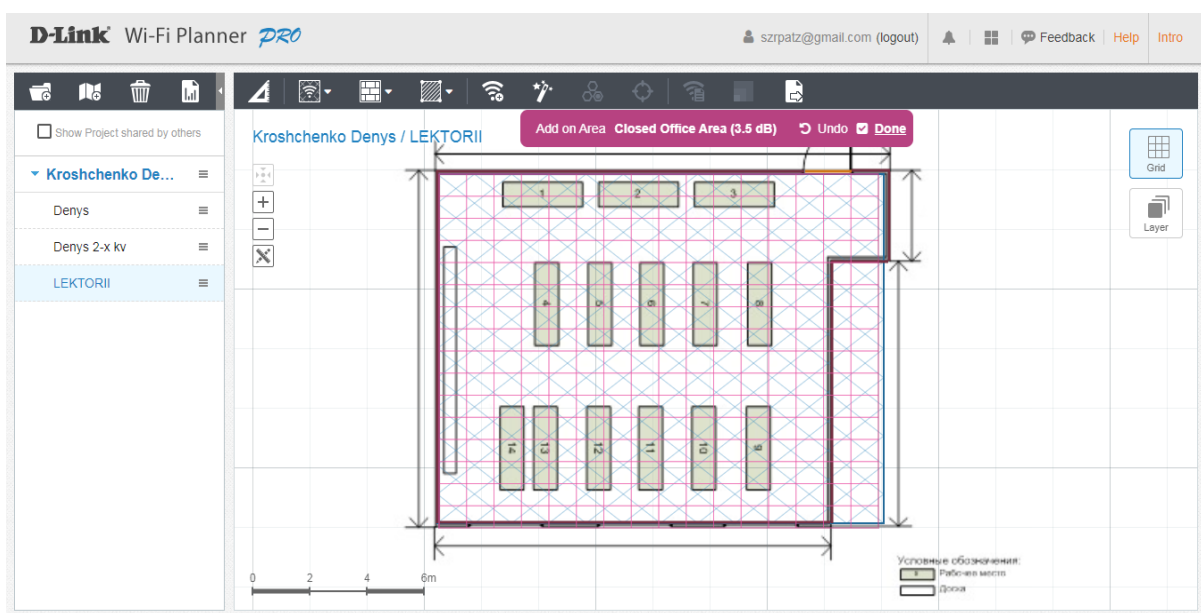 D-Link Wi-Fi Planner PRO
szrpatz@gmail.com (logout) Feedback Help Intro
Show Project shared by others
Kroshchenko De...
Denys
Denys 2-x kv
LEKTORII
Kroshchenko Denys / LEKTORII
Add on Area Closed Office Area (3.5 dB) Undo Done
Grid
Layer
1 2 3
4 5 6 7 8
14 13 12 11 10 9
0 2 4 6m
Условные обозначения:
Рабочее место
Доска